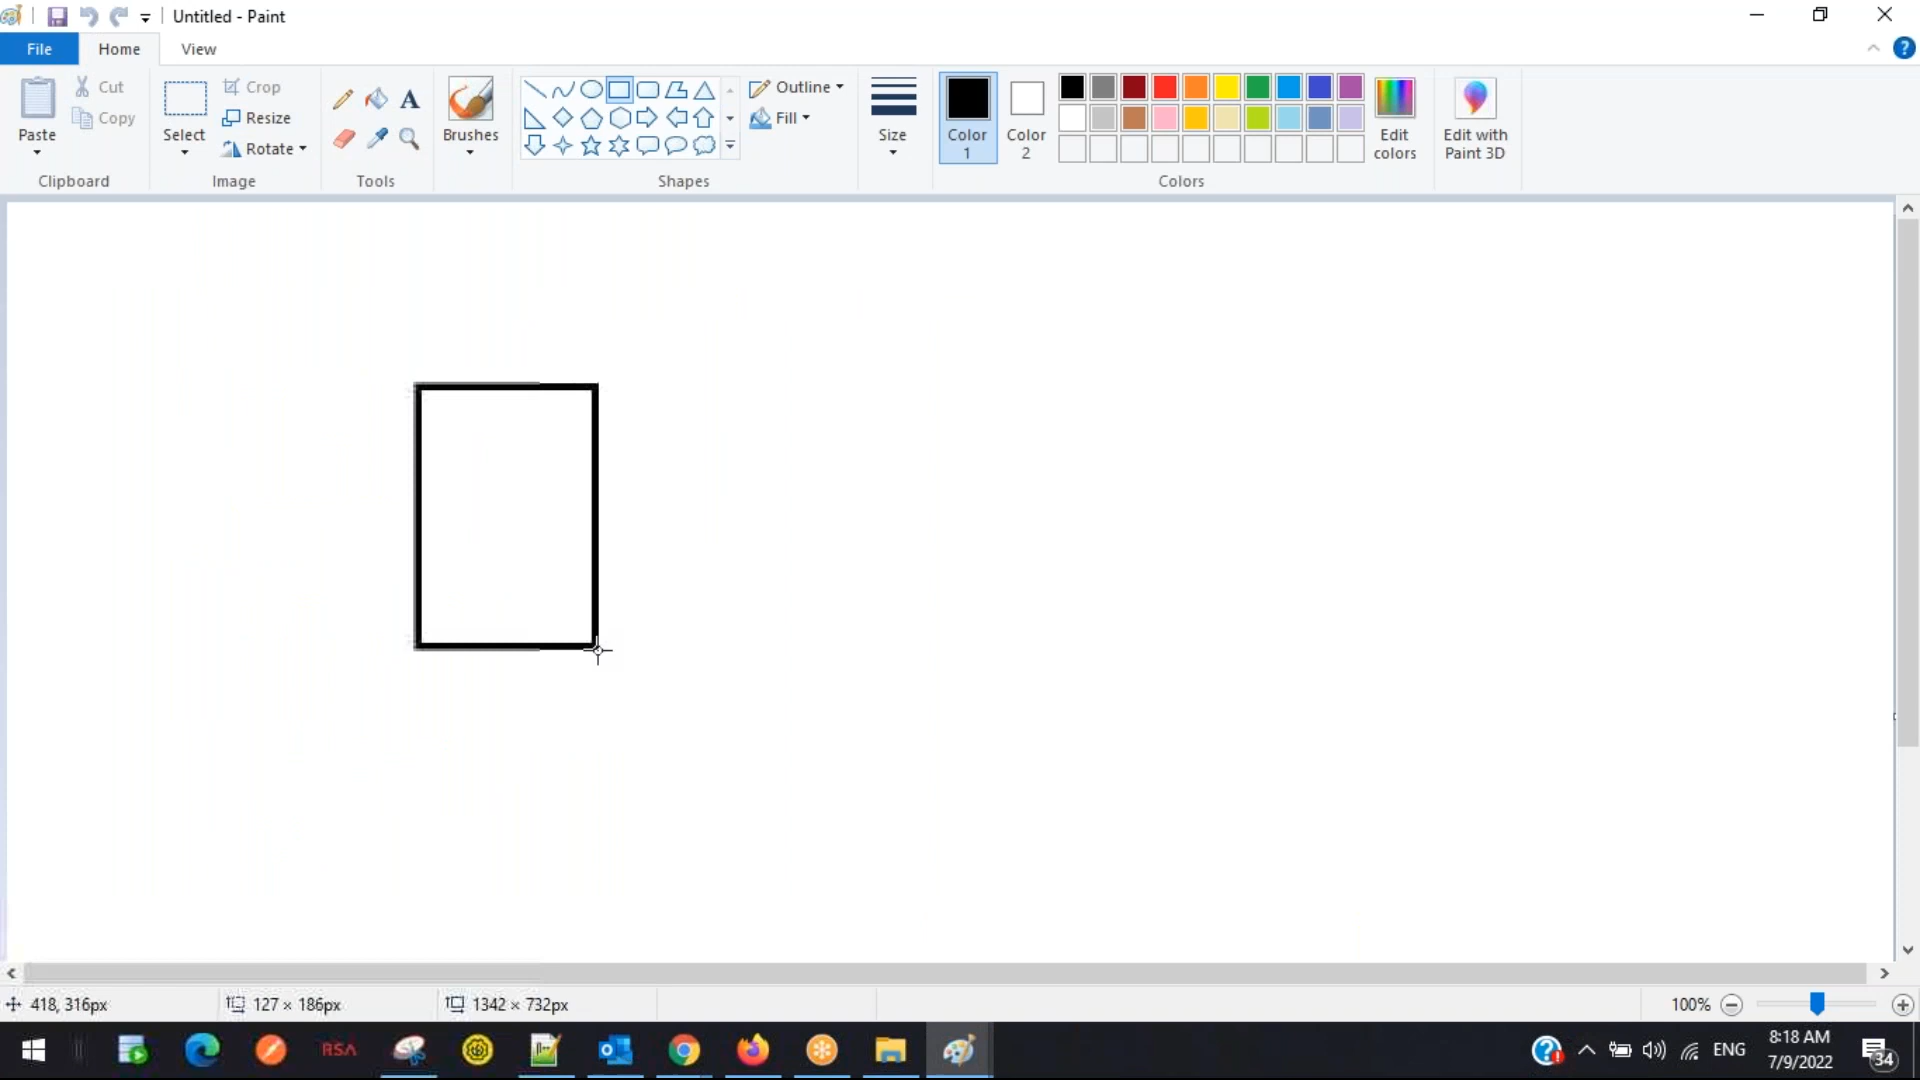 Untitled - Paint
File
Home
View
Paste
Cut
Copy
Clipboard
Select
Crop
Resize
Rotate
Image
Tools
Brushes
Shapes
Outline
Fill
Size
Color
1
Color
2
Colors
Edit
colors
Edit with
Paint 3D
418, 316px
127 × 186px
1342 × 732px
100%
RSA
ENG
8:18 AM
7/9/2022
34